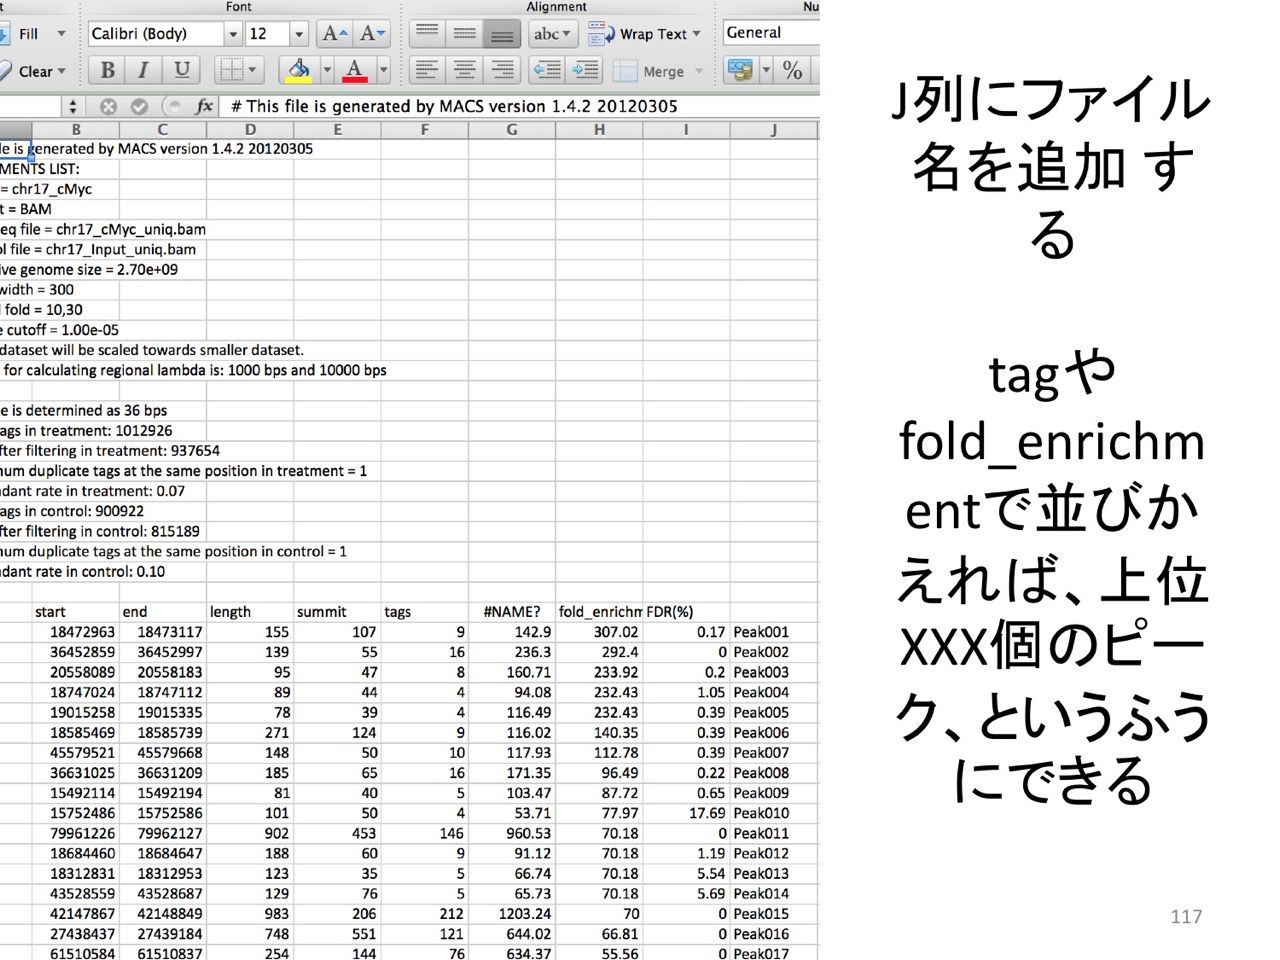 t Font Alignment Nu
Fill Calibri (Body) 12 A A abc Wrap Text General
Clear B I U A Merge %
fx # This file is generated by MACS version 1.4.2 20120305
B C D E F G H I J
le is generated by MACS version 1.4.2 20120305
MENTS LIST:
= chr17_cMyc
t = BAM
eq file = chr17_cMyc_uniq.bam
ol file = chr17_Input_uniq.bam
ive genome size = 2.70e+09
width = 300
l fold = 10,30
e cutoff = 1.00e-05
dataset will be scaled towards smaller dataset.
for calculating regional lambda is: 1000 bps and 10000 bps
e is determined as 36 bps
ags in treatment: 1012926
fter filtering in treatment: 937654
num duplicate tags at the same position in treatment = 1
ndant rate in treatment: 0.07
ags in control: 900922
fter filtering in control: 815189
num duplicate tags at the same position in control = 1
ndant rate in control: 0.10
start end length summit tags #NAME? fold_enrichm FDR(%)
18472963 18473117 155 107 9 142.9 307.02 0.17 Peak001
36452859 36452997 139 55 16 236.3 292.4 0 Peak002
20558089 20558183 95 47 8 160.71 233.92 0.2 Peak003
18747024 18747112 89 44 4 94.08 232.43 1.05 Peak004
19015258 19015335 78 39 4 116.49 232.43 0.39 Peak005
18585469 18585739 271 124 9 116.02 140.35 0.39 Peak006
45579521 45579668 148 50 10 117.93 112.78 0.39 Peak007
36631025 36631209 185 65 16 171.35 96.49 0.22 Peak008
15492114 15492194 81 40 5 103.47 87.72 0.65 Peak009
15752486 15752586 101 50 4 53.71 77.97 17.69 Peak010
79961226 79962127 902 453 146 960.53 70.18 0 Peak011
18684460 18684647 188 60 9 91.12 70.18 1.19 Peak012
18312831 18312953 123 35 5 66.74 70.18 5.54 Peak013
43528559 43528687 129 76 5 65.73 70.18 5.69 Peak014
42147867 42148849 983 206 212 1203.24 70 0 Peak015
27438437 27439184 748 551 121 644.02 66.81 0 Peak016
61510584 61510837 254 144 76 634.37 55.56 0 Peak017
J列にファイル
名を追加 す
る
tagや
fold_enrichm
entで並びか
えれば、上位
XXX個のピー
ク、というふう
にできる
117